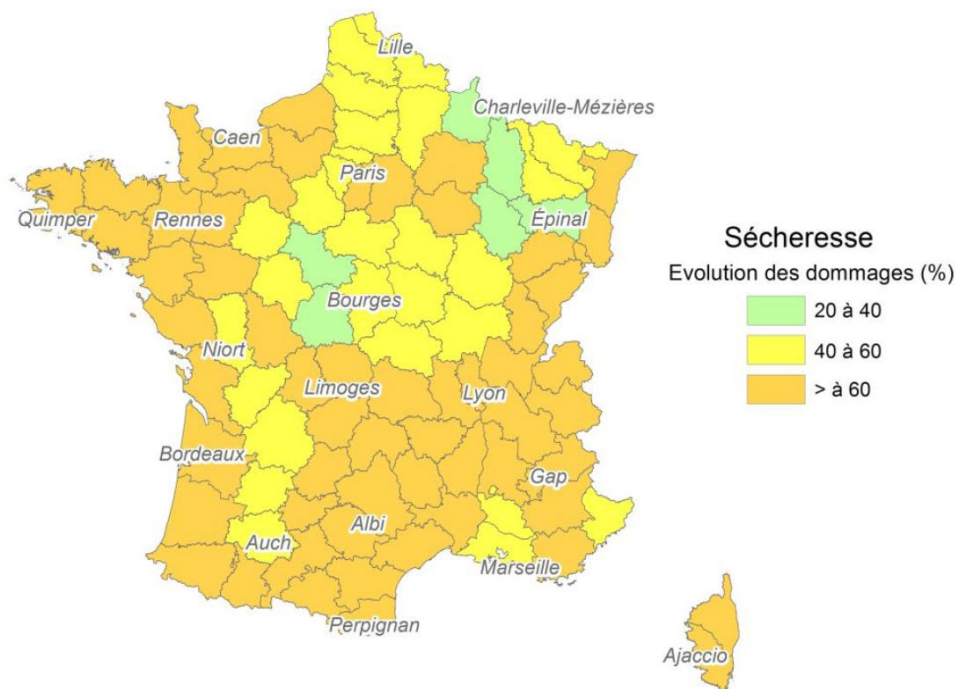 Lille
Charleville-Mézières
Caen
Paris
Quimper
Rennes
Épinal
Sécheresse
Evolution des dommages (%)
20 à 40
40 à 60
> à 60
Bourges
Niort
Limoges
Lyon
Bordeaux
Gap
Albi
Auch
Marseille
Perpignan
Ajaccio